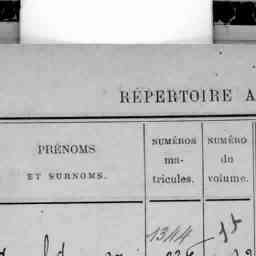 RÉPERTOIRE A
PRÉNOMS
ET SURNOMS.
NUMÉROS
ma-
tricules.
NUMÉRO
du
volume.
1344